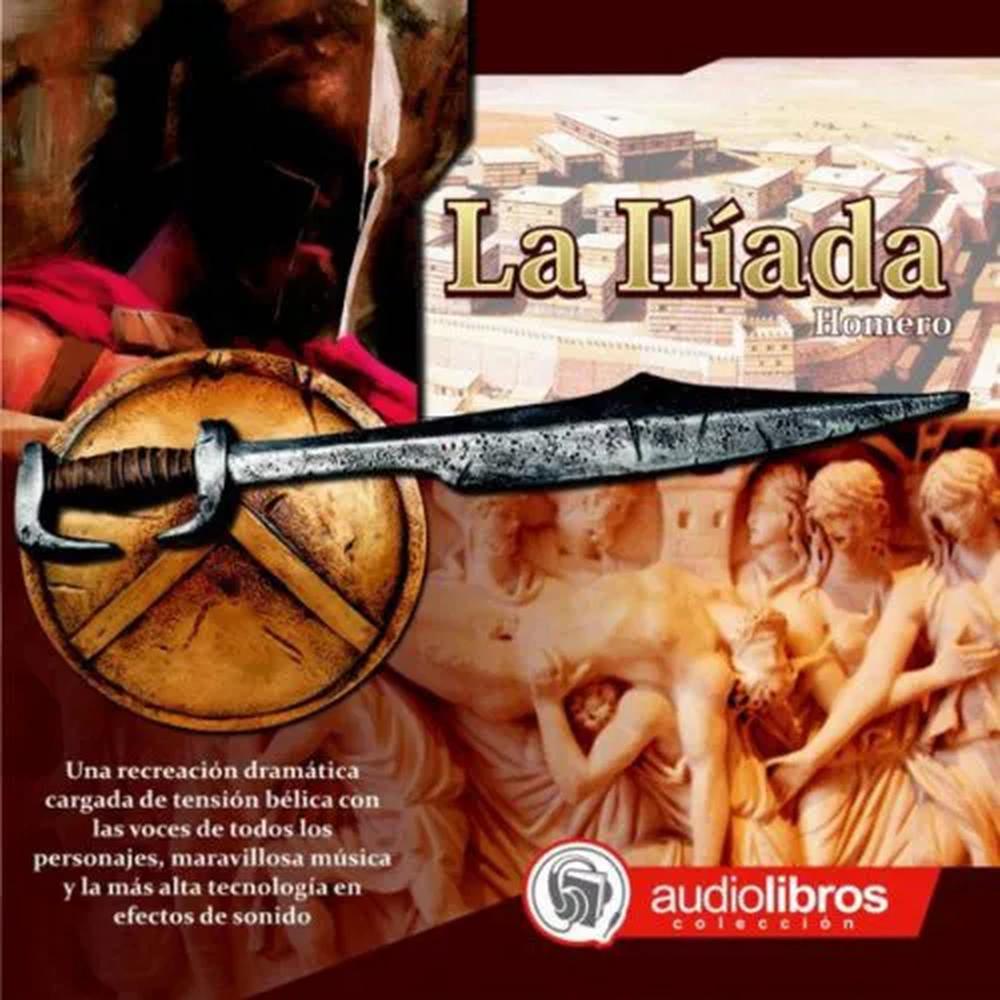 La Ilíada
Homero
Una recreación dramática
cargada de tensión bélica con
las voces de todos los
personajes, maravillosa música
y la más alta tecnología en
efectos de sonido
audiolibros
colección